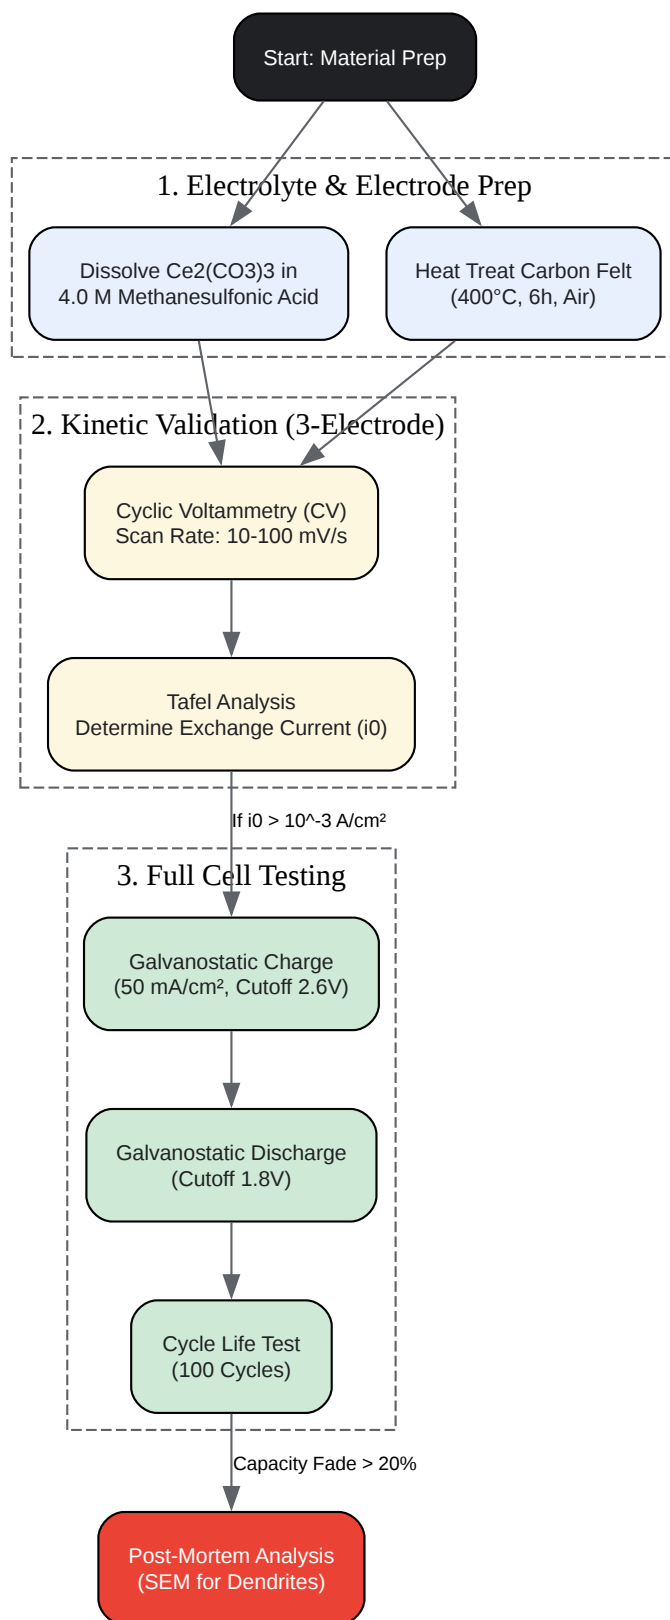 Start: Material Prep
1. Electrolyte & Electrode Prep
Dissolve Ce2(CO3)3 in
4.0 M Methanesulfonic Acid
Heat Treat Carbon Felt
(400°C, 6h, Air)
2. Kinetic Validation (3-Electrode)
Cyclic Voltammetry (CV)
Scan Rate: 10-100 mV/s
Tafel Analysis
Determine Exchange Current (i0)
If i0 > 10^-3 A/cm²
3. Full Cell Testing
Galvanostatic Charge
(50 mA/cm², Cutoff 2.6V)
Galvanostatic Discharge
(Cutoff 1.8V)
Cycle Life Test
(100 Cycles)
Capacity Fade > 20%
Post-Mortem Analysis
(SEM for Dendrites)